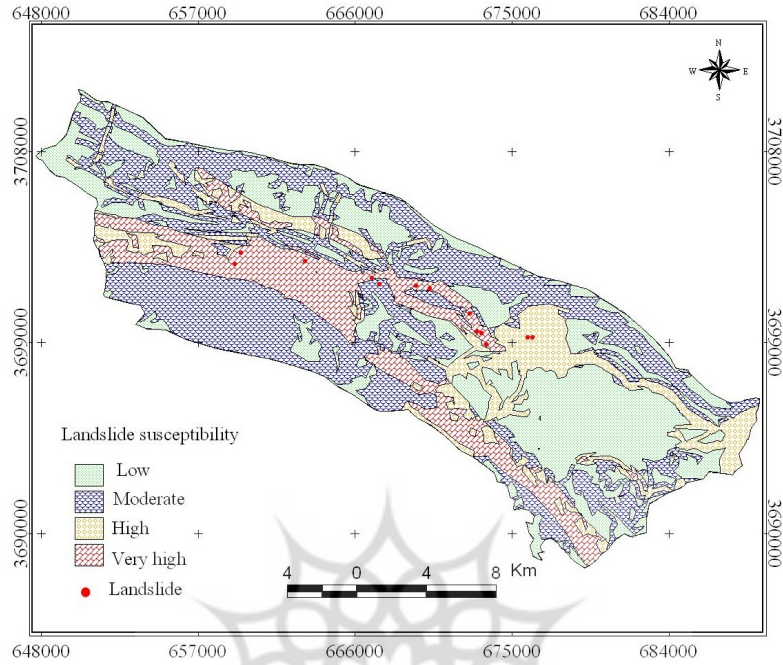 648000 657000 666000 675000 684000
N
W E
S
3708000 3708000
3699000 3699000
Landslide susceptibility
Low
Moderate
High
Very high
Landslide
3690000 3690000
4 0 4 8 Km
648000 657000 666000 675000 684000